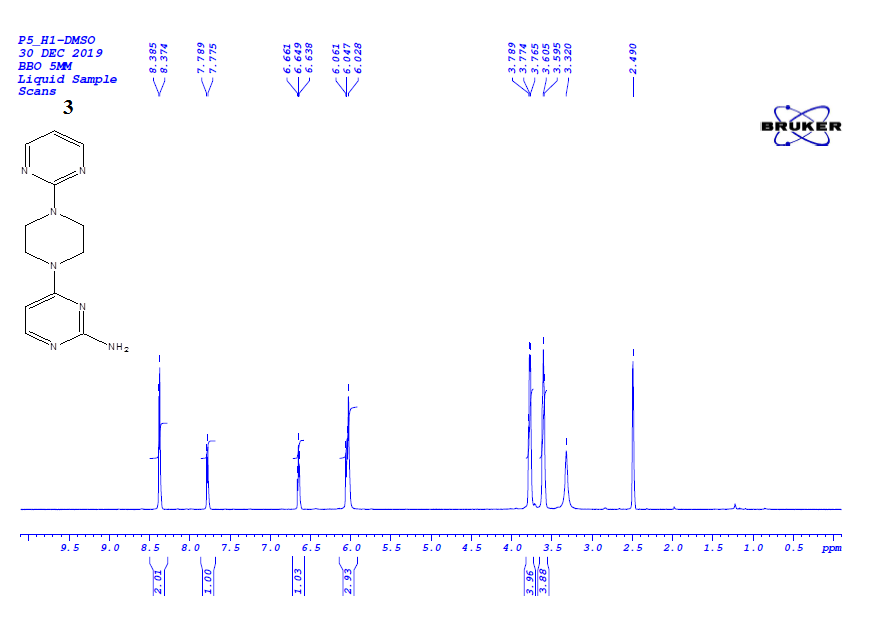 P5_H1-DMSO
30 DEC 2019
BBO 5MM
Liquid Sample
Scans
3
8.385
8.374
7.789
7.775
6.661
6.649
6.638
6.061
6.047
6.028
3.789
3.774
3.765
3.605
3.595
3.320
2.490
BRUKER
N N
N
N
N
N NH2
9.5 9.0 8.5 8.0 7.5 7.0 6.5 6.0 5.5 5.0 4.5 4.0 3.5 3.0 2.5 2.0 1.5 1.0 0.5 ppm
2.01
1.00
1.03
2.93
3.96
3.88